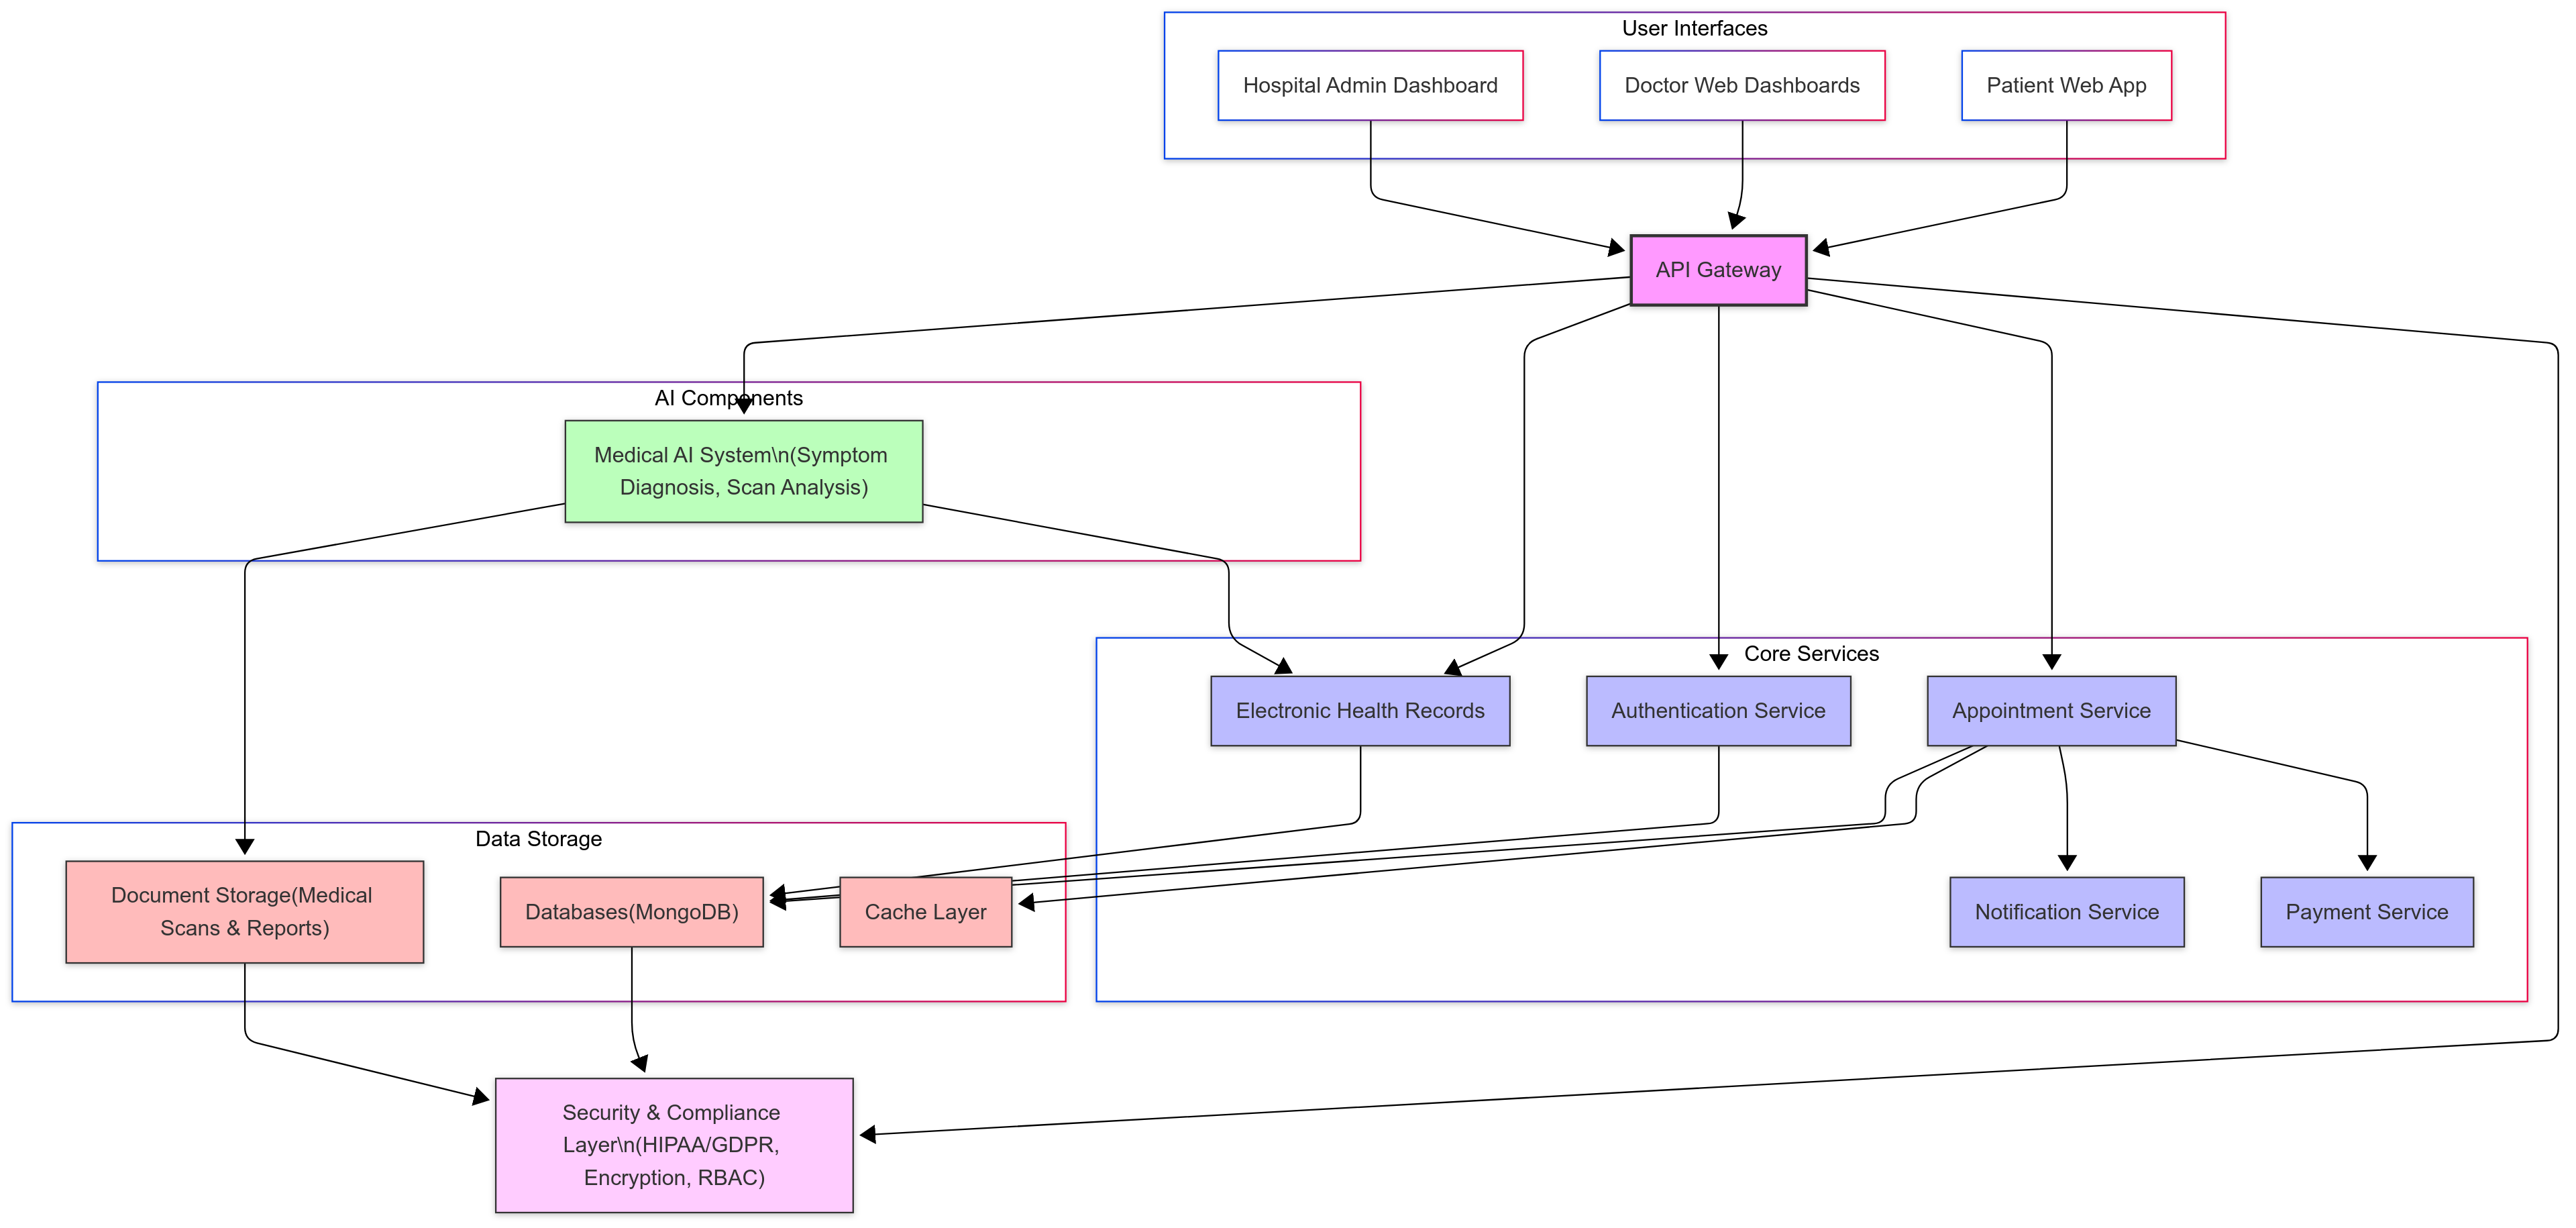 User Interfaces
Hospital Admin Dashboard
Doctor Web Dashboards
Patient Web App
API Gateway
AI Components
Medical AI System\n(Symptom
Diagnosis, Scan Analysis)
Core Services
Electronic Health Records
Authentication Service
Appointment Service
Data Storage
Document Storage(Medical
Scans & Reports)
Databases(MongoDB)
Cache Layer
Notification Service
Payment Service
Security & Compliance
Layer\n(HIPAA/GDPR,
Encryption, RBAC)